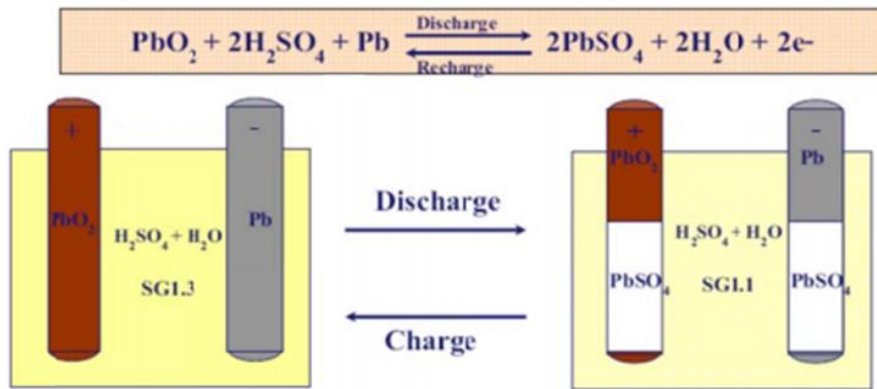 Discharge
PbO₂ + 2H₂SO₄ + Pb 2PbSO₄ + 2H₂O + 2e-
Recharge
+ -
PbO₂ H₂SO₄ + H₂O Pb
SG1.3
Discharge
Charge
+ -
PbO₂ Pb
H₂SO₄ + H₂O
PbSO₄ SG1.1 PbSO₄